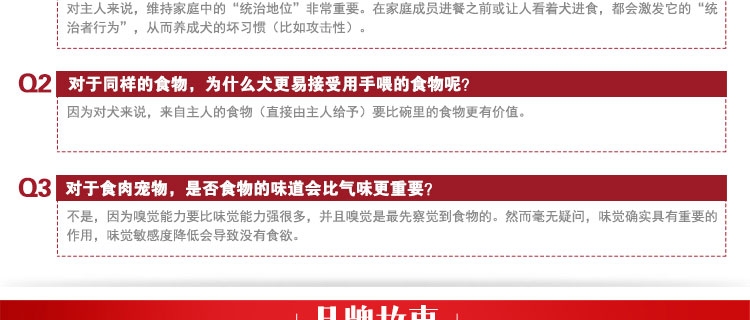 对主人来说，维持家庭中的“统治地位”非常重要。在家庭成员进餐之前或让人看着犬进食，都会激发它的“统
治者行为”，从而养成犬的坏习惯（比如攻击性）。
Q2 对于同样的食物，为什么犬更易接受用手喂的食物呢？
因为对犬来说，来自主人的食物（直接由主人给予）要比碗里的食物更有价值。
Q3 对于食肉宠物，是否食物的味道会比气味更重要？
不是，因为嗅觉能力要比味觉能力强很多，并且嗅觉是最先察觉到食物的。然而毫无疑问，味觉确实具有重要的
作用，味觉敏感度降低会导致没有食欲。
品牌故事